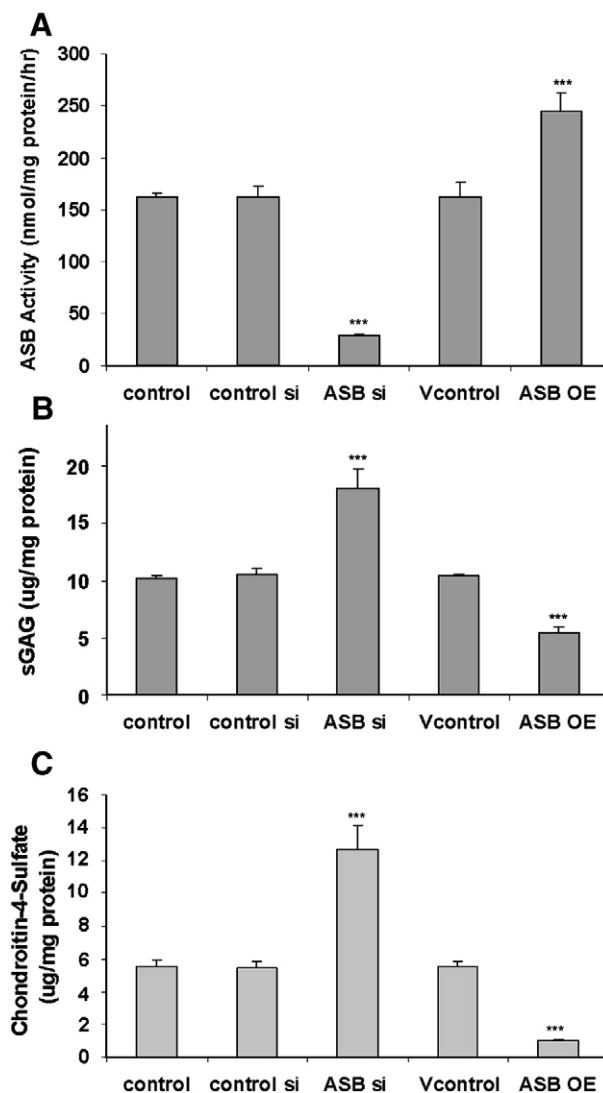 A
ASB Activity (nmol/mg protein/hr)
300
250
200
150
100
50
0
***
***
control control si ASB si Vcontrol ASB OE
B
sGAG (ug/mg protein)
20
15
10
5
0
***
***
control control si ASB si Vcontrol ASB OE
C
Chondroitin-4-Sulfate
(ug/mg protein)
16
14
12
10
8
6
4
2
0
***
***
control control si ASB si Vcontrol ASB OE